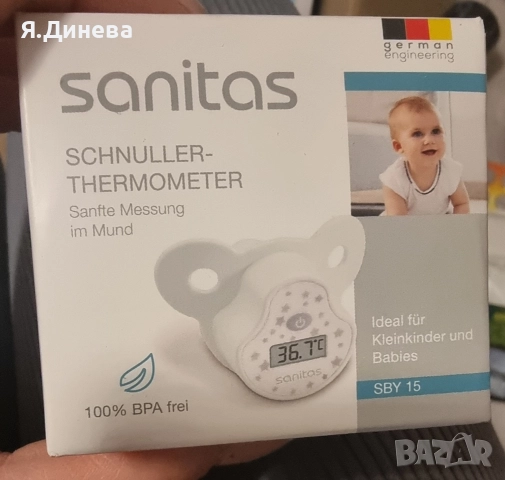 Я.Динева
german
engineering
sanitas
SCHNULLER-
THERMOMETER
Sanfte Messung
im Mund
36.7°C
sanitas
Ideal für
Kleinkinder und
Babies
100% BPA frei
SBY 15
BAZAR